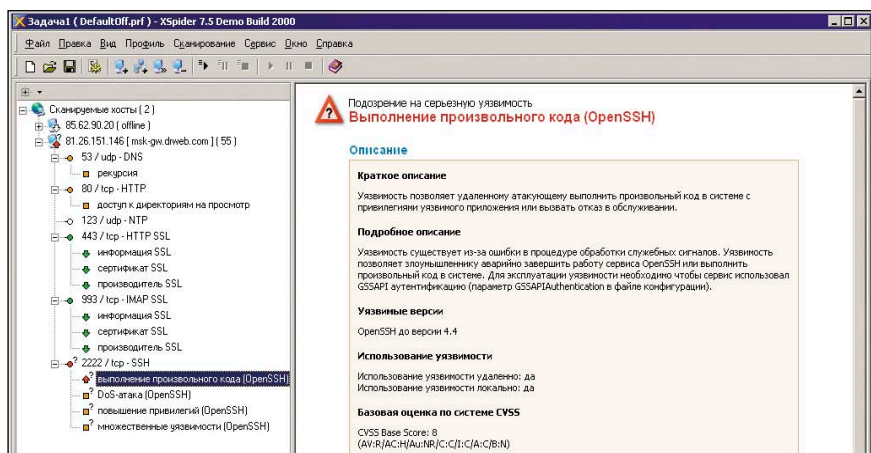 Задача1 ( DefaultOff.prf ) - XSpider 7.5 Demo Build 2000
Файл Правка Вид Профиль Сканирование Сервис Окно Справка
Сканируемые хосты ( 2 )
85.62.90.20 ( offline )
81.26.151.146 [ msk-gw.drweb.com ] ( 55 )
53 / udp - DNS
рекурсия
80 / tcp - HTTP
доступ к директориям на просмотр
123 / udp - NTP
443 / tcp - HTTP SSL
информация SSL
сертификат SSL
производитель SSL
993 / tcp - IMAP SSL
информация SSL
сертификат SSL
производитель SSL
2222 / tcp - SSH
выполнение произвольного кода (OpenSSH)
DoS-атака (OpenSSH)
повышение привилегий (OpenSSH)
множественные уязвимости (OpenSSH)
Подозрение на серьезную уязвимость
Выполнение произвольного кода (OpenSSH)
Описание
Краткое описание
Уязвимость позволяет удаленному атакующему выполнить произвольный код в системе с
привилегиями уязвимого приложения или вызвать отказ в обслуживании.
Подробное описание
Уязвимость существует из-за ошибки в процедуре обработки служебных сигналов. Уязвимость
позволяет злоумышленнику аварийно завершить работу сервиса OpenSSH или выполнить
произвольный код в системе. Для эксплуатации уязвимости необходимо чтобы сервис использовал
GSSAPI аутентификацию (параметр GSSAPIAuthentication в файле конфигурации).
Уязвимые версии
OpenSSH до версии 4.4
Использование уязвимости
Использование уязвимости удаленно: да
Использование уязвимости локально: да
Базовая оценка по системе CVSS
CVSS Base Score: 8
(AV:R/AC:H/Au:NR/C:C/I:C/A:C/B:N)